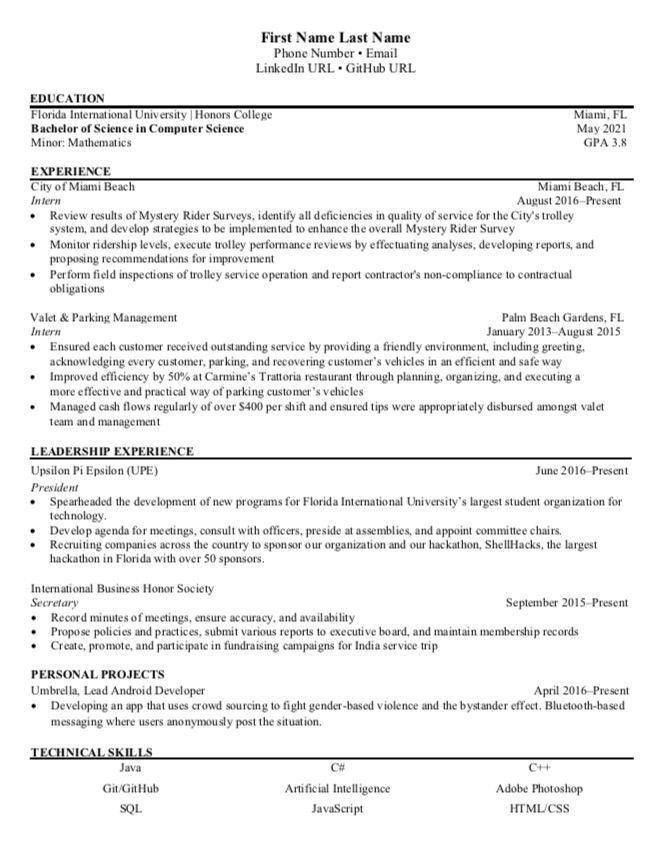 First Name Last Name
Phone Number • Email
LinkedIn URL • GitHub URL
EDUCATION
Florida International University | Honors College Miami, FL
Bachelor of Science in Computer Science May 2021
Minor: Mathematics GPA 3.8
EXPERIENCE
City of Miami Beach Miami Beach, FL
Intern August 2016–Present
• Review results of Mystery Rider Surveys, identify all deficiencies in quality of service for the City's trolley
system, and develop strategies to be implemented to enhance the overall Mystery Rider Survey
• Monitor ridership levels, execute trolley performance reviews by effectuating analyses, developing reports, and
proposing recommendations for improvement
• Perform field inspections of trolley service operation and report contractor's non-compliance to contractual
obligations
Valet & Parking Management Palm Beach Gardens, FL
Intern January 2013–August 2015
• Ensured each customer received outstanding service by providing a friendly environment, including greeting,
acknowledging every customer, parking, and recovering customer's vehicles in an efficient and safe way
• Improved efficiency by 50% at Carmine's Trattoria restaurant through planning, organizing, and executing a
more effective and practical way of parking customer's vehicles
• Managed cash flows regularly of over $400 per shift and ensured tips were appropriately disbursed amongst valet
team and management
LEADERSHIP EXPERIENCE
Upsilon Pi Epsilon (UPE) June 2016–Present
President
• Spearheaded the development of new programs for Florida International University's largest student organization for
technology.
• Develop agenda for meetings, consult with officers, preside at assemblies, and appoint committee chairs.
• Recruiting companies across the country to sponsor our organization and our hackathon, ShellHacks, the largest
hackathon in Florida with over 50 sponsors.
International Business Honor Society
Secretary September 2015–Present
• Record minutes of meetings, ensure accuracy, and availability
• Propose policies and practices, submit various reports to executive board, and maintain membership records
• Create, promote, and participate in fundraising campaigns for India service trip
PERSONAL PROJECTS
Umbrella, Lead Android Developer April 2016–Present
• Developing an app that uses crowd sourcing to fight gender-based violence and the bystander effect. Bluetooth-based
messaging where users anonymously post the situation.
TECHNICAL SKILLS
Java C# C++
Git/GitHub Artificial Intelligence Adobe Photoshop
SQL JavaScript HTML/CSS